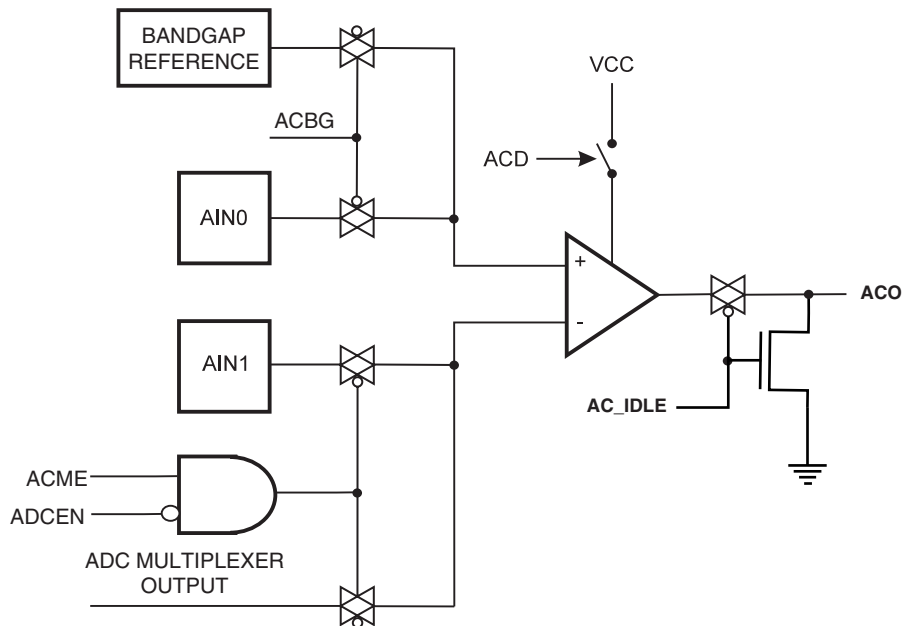 BANDGAP
REFERENCE
VCC
ACBG
ACD
AIN0
+
ACO
-
AIN1
AC_IDLE
ACME
ADCEN
ADC MULTIPLEXER
OUTPUT